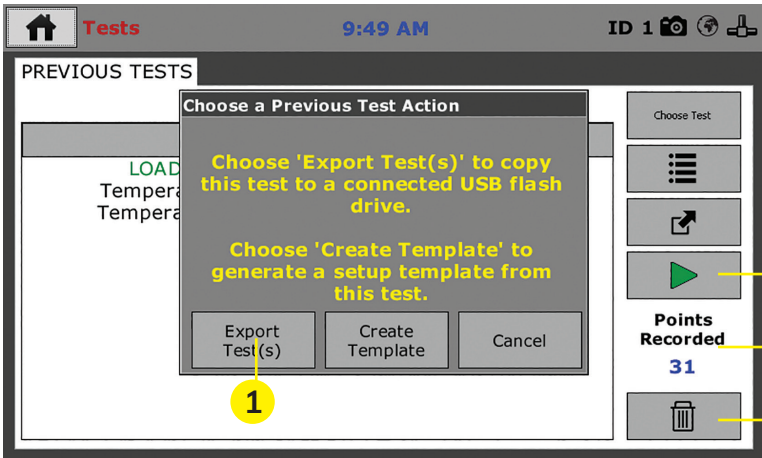 Tests
9:49 AM
ID 1
PREVIOUS TESTS
Choose a Previous Test Action
Choose Test
LOAD
Choose 'Export Test(s)' to copy
this test to a connected USB flash
drive.
Choose 'Create Template' to
generate a setup template from
this test.
Export
Test(s)
Create
Template
Cancel
Points
Recorded
31
1